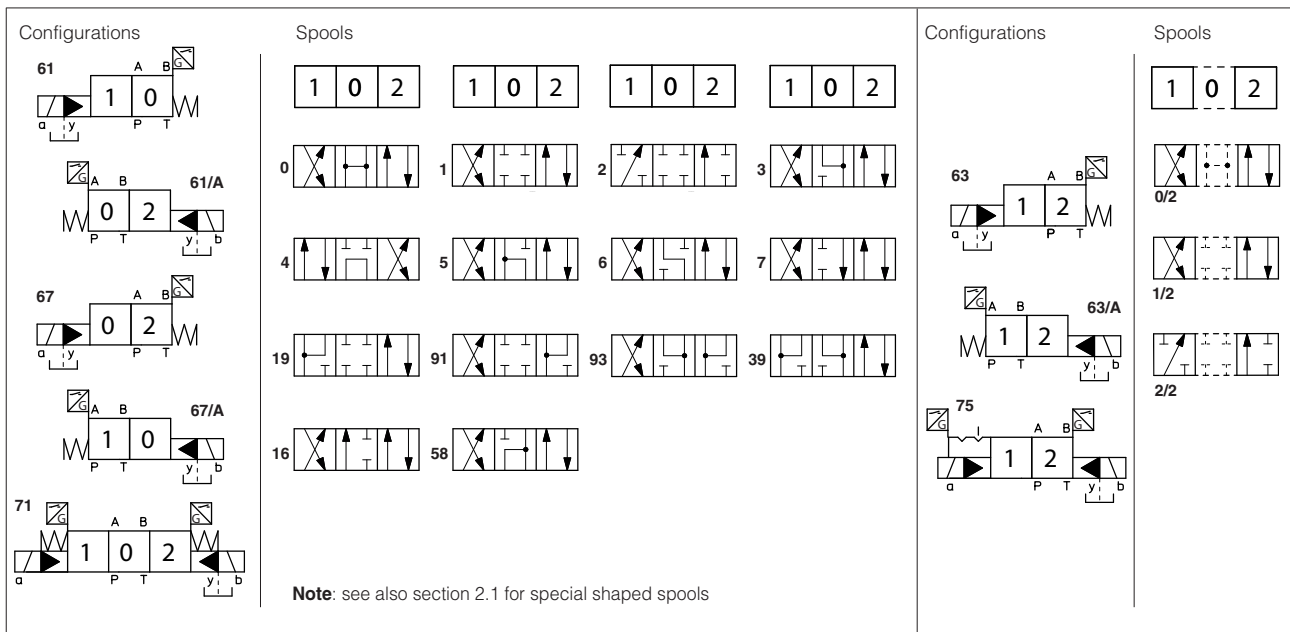 Configurations
Spools
61
A B G
1 0
a y P T
G A B 61/A
0 2
P T y b
67
A B G
0 2
a y P T
G A B 67/A
1 0
P T y b
71
G A B G
1 0 2
a P T y b
1 0 2
1 0 2
1 0 2
1 0 2
0 1 2 3
4 5 6 7
19 91 93 39
16 58
Note: see also section 2.1 for special shaped spools
Configurations
Spools
63
A B G
1 2
a y P T
G A B 63/A
1 2
P T y b
75
G A B G
1 2
a P T y b
1 0 2
0/2
1/2
2/2